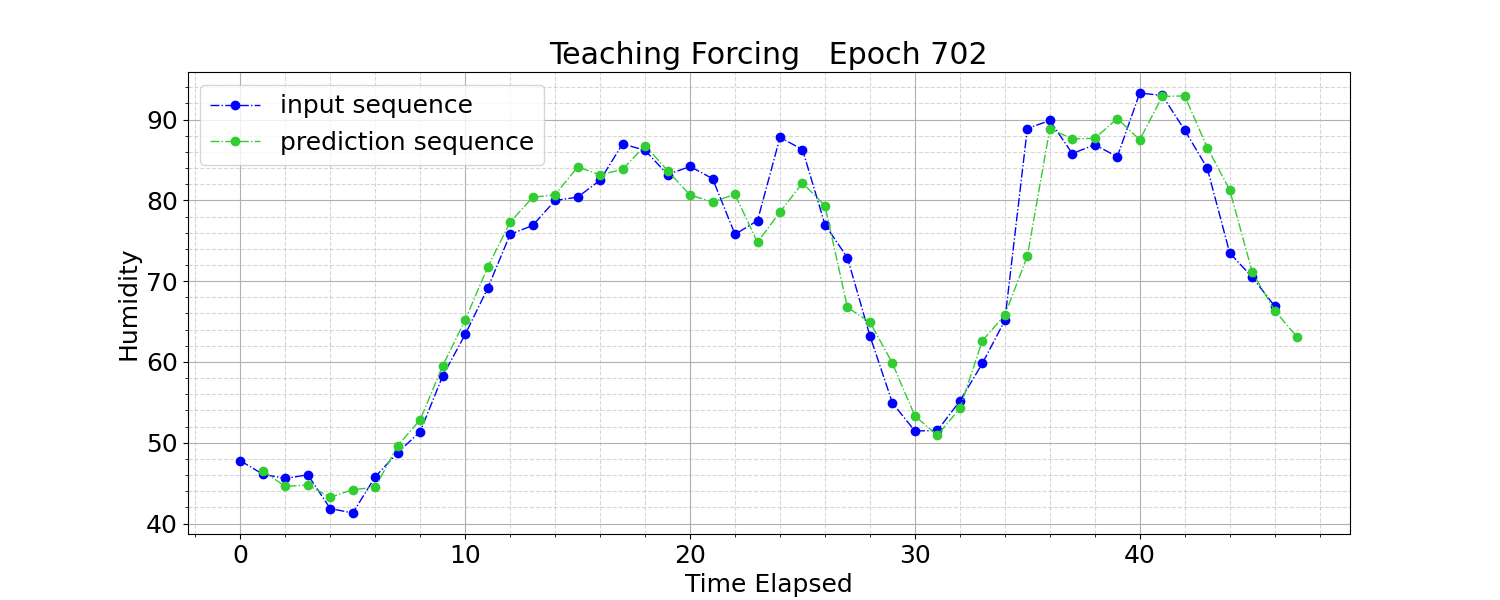 Teaching Forcing   Epoch 702
input sequence
prediction sequence
Humidity
90
80
70
60
50
40
0 10 20 30 40
Time Elapsed